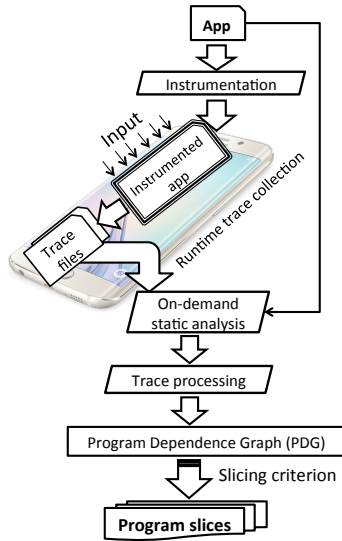 App
Instrumentation
Input
Instrumented
app
Runtime trace collection
Trace
files
On-demand
static analysis
Trace processing
Program Dependence Graph (PDG)
Slicing criterion
Program slices